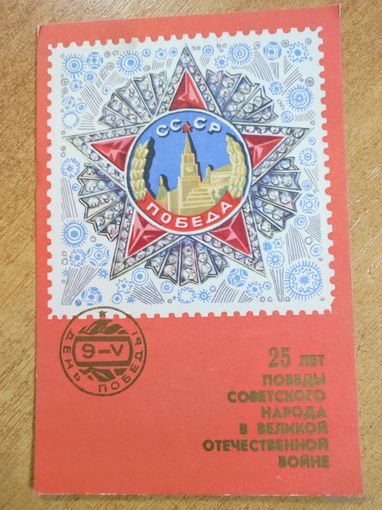 СССР
ПОБЕДА
9-V
ДЕНЬ ПОБЕДЫ
25 ЛЕТ
ПОБЕДЫ
СОВЕТСКОГО
НАРОДА
В ВЕЛИКОЙ
ОТЕЧЕСТВЕННОЙ
ВОЙНЕ